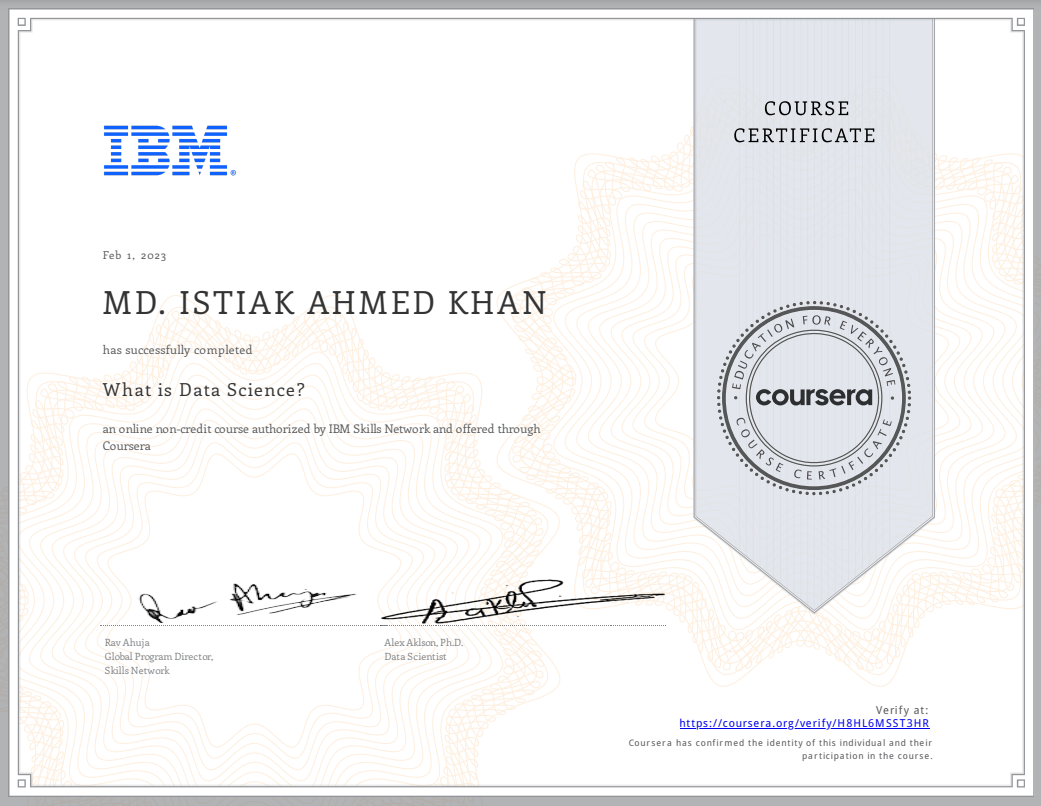 COURSE
CERTIFICATE
IBM®
Feb 1, 2023
MD. ISTIAK AHMED KHAN
has successfully completed
What is Data Science?
an online non-credit course authorized by IBM Skills Network and offered through
Coursera
EDUCATION FOR EVERYONE
coursera
COURSE CERTIFICATE
Rav Ahuja
Global Program Director,
Skills Network
Alex Aklson, Ph.D.
Data Scientist
Verify at:
https://coursera.org/verify/H8HL6MSST3HR
Coursera has confirmed the identity of this individual and their
participation in the course.